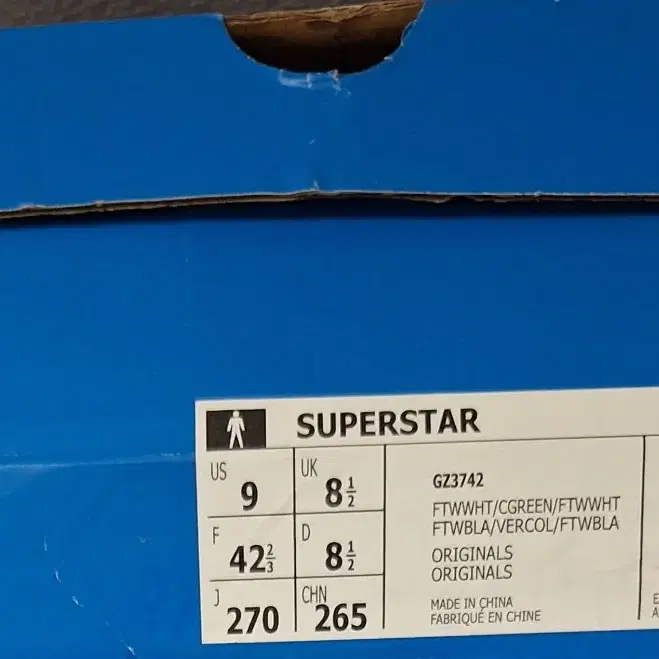 SUPERSTAR
US 9 UK 8 1/2
F 42 2/3 D 8 1/2
J 270 CHN 265
GZ3742
FTWWHT/CGREEN/FTWWHT
FTWBLA/VERCOL/FTWBLA
ORIGINALS
ORIGINALS
MADE IN CHINA
FABRIQUÉ EN CHINE